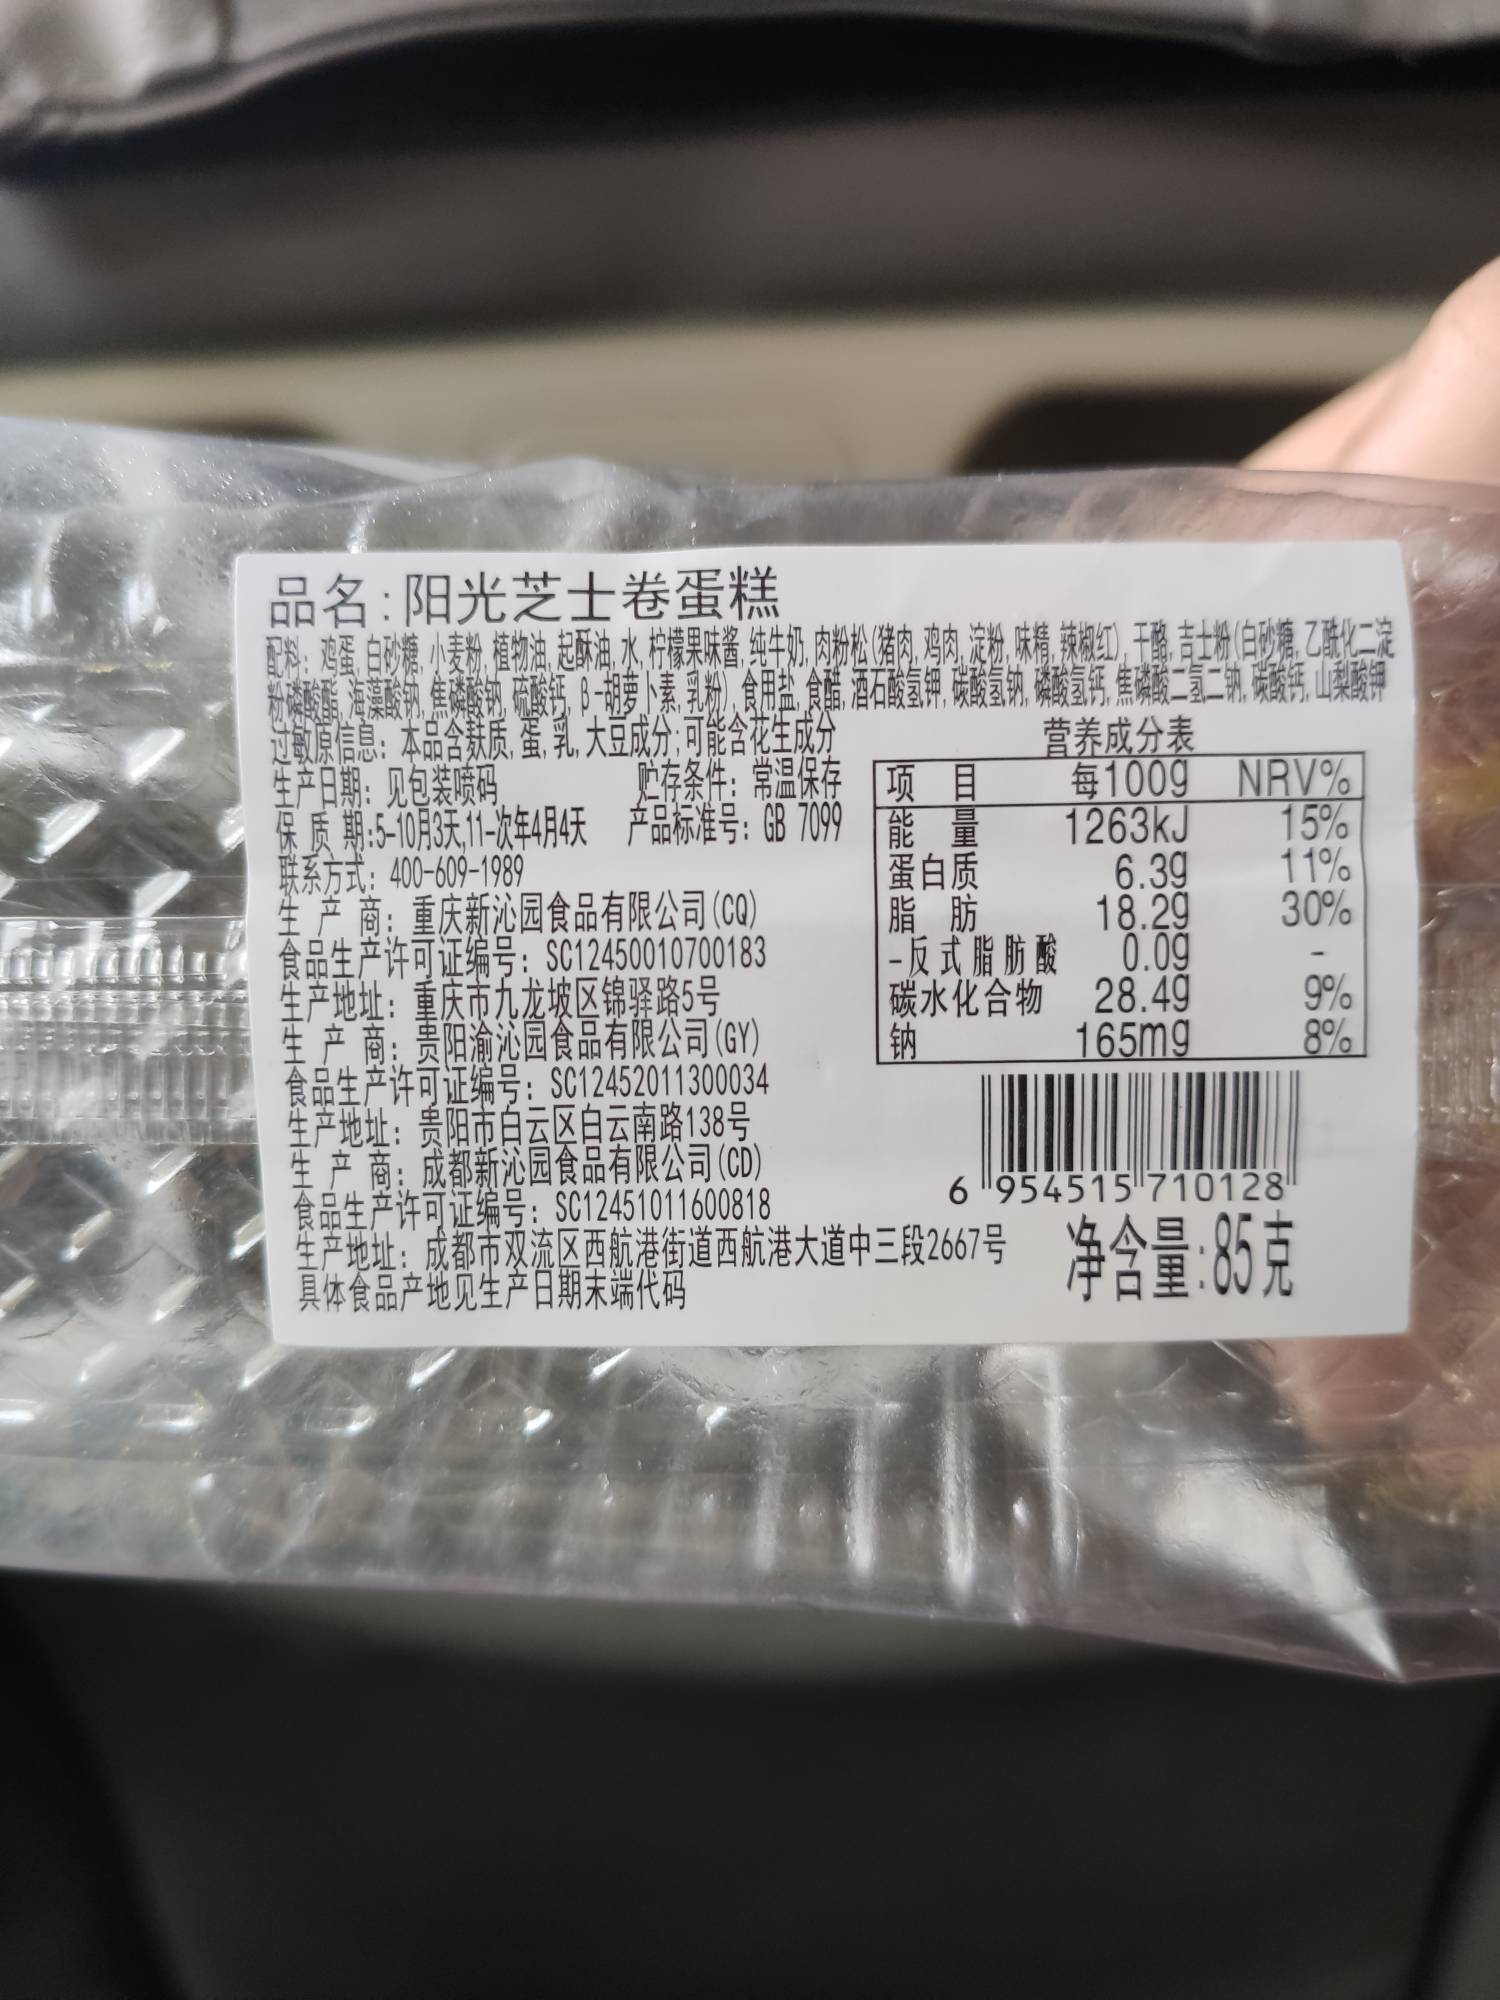 品名:阳光芝士卷蛋糕
配料: 鸡蛋,白砂糖,小麦粉,植物油,起酥油,水,柠檬果味酱,纯牛奶,肉粉松(猪肉,鸡肉,淀粉,味精,辣椒红),干酪,吉士粉(白砂糖,乙酰化二淀
粉磷酸酯,海藻酸钠,焦磷酸钠,硫酸钙,β-胡萝卜素,乳粉),食用盐,食醋,酒石酸氢钾,碳酸氢钠,磷酸氢钙,焦磷酸二氢二钠,碳酸钙,山梨酸钾
过敏原信息: 本品含麸质,蛋,乳,大豆成分;可能含花生成分
生产日期: 见包装喷码 贮存条件: 常温保存
保 质 期:5-10月3天,11-次年4月4天 产品标准号: GB 7099
联系方式: 400-609-1989
生 产 商: 重庆新沁园食品有限公司(CQ)
食品生产许可证编号: SC12450010700183
生产地址: 重庆市九龙坡区锦驿路5号
生 产 商: 贵阳渝沁园食品有限公司(GY)
食品生产许可证编号: SC12452011300034
生产地址: 贵阳市白云区白云南路138号
生 产 商: 成都新沁园食品有限公司(CD)
食品生产许可证编号: SC12451011600818
生产地址: 成都市双流区西航港街道西航港大道中三段2667号
具体食品产地见生产日期末端代码
营养成分表
项 目 每100g NRV%
能 量 1263kJ 15%
蛋白质 6.3g 11%
脂 肪 18.2g 30%
-反式脂肪酸 0.0g -
碳水化合物 28.4g 9%
钠 165mg 8%
6 954515 710128
净含量:85克